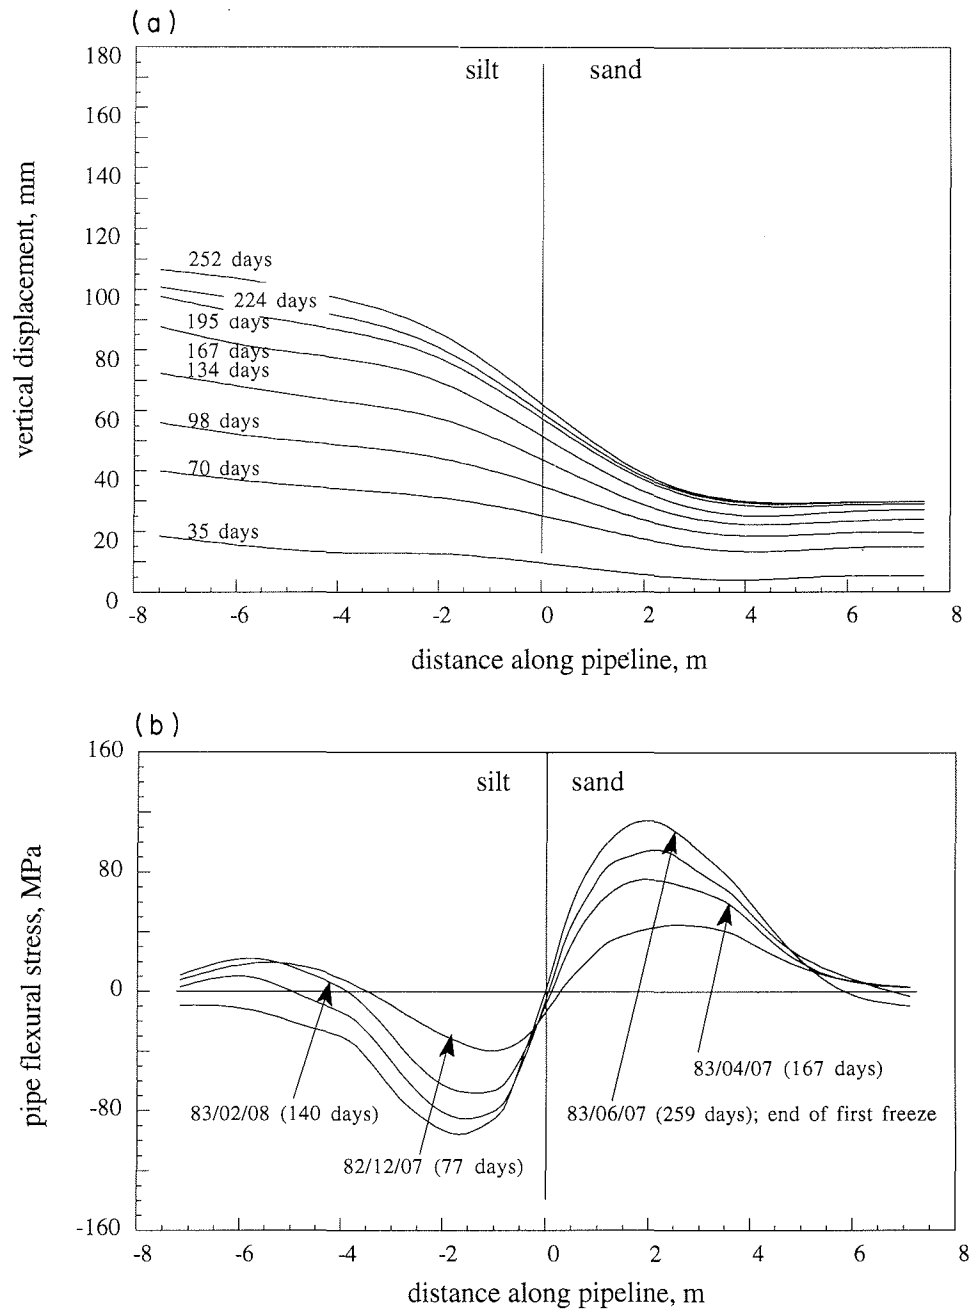 (a)
180
160
140
120
100
80
60
40
20
0
vertical displacement, mm
silt
sand
252 days
224 days
195 days
167 days
134 days
98 days
70 days
35 days
-8 -6 -4 -2 0 2 4 6 8
distance along pipeline, m
(b)
160
80
0
-80
-160
pipe flexural stress, MPa
silt
sand
83/04/07 (167 days)
83/02/08 (140 days)
83/06/07 (259 days); end of first freeze
82/12/07 (77 days)
-8 -6 -4 -2 0 2 4 6 8
distance along pipeline, m